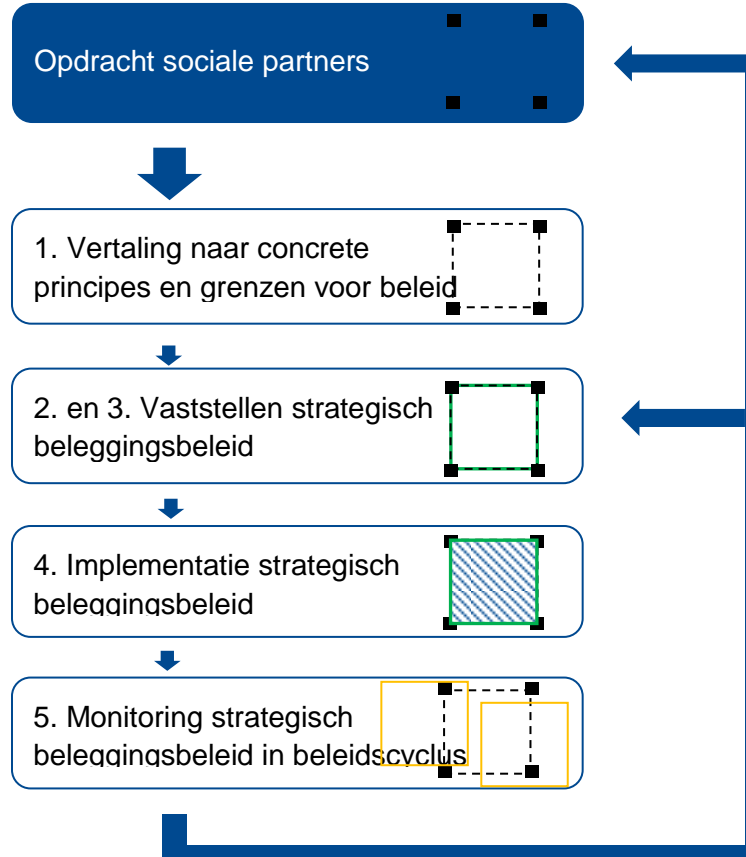 Opdracht sociale partners
1. Vertaling naar concrete
principes en grenzen voor beleid
2. en 3. Vaststellen strategisch
beleggingsbeleid
4. Implementatie strategisch
beleggingsbeleid
5. Monitoring strategisch
beleggingsbeleid in beleidscyclus